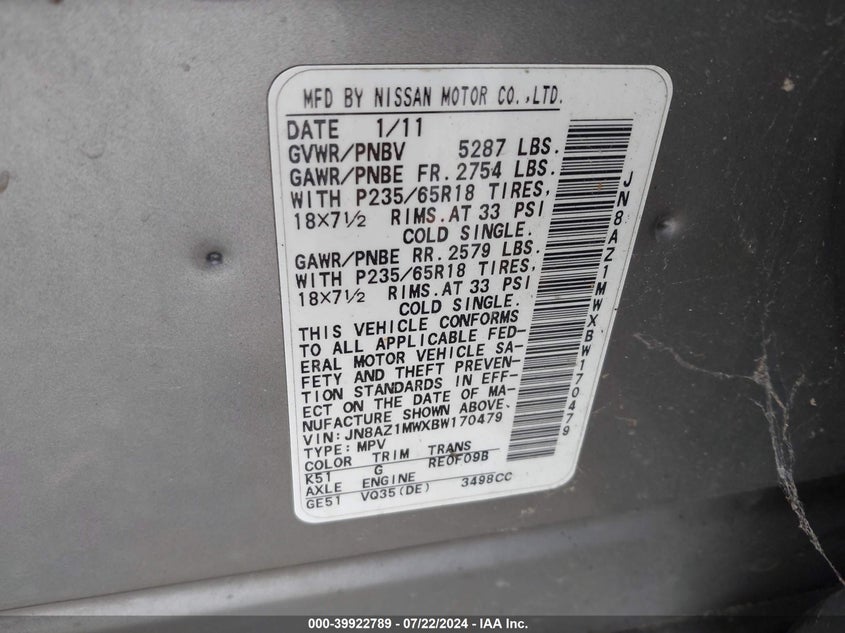 MFD BY NISSAN MOTOR CO.,LTD.
DATE 1/11
GVWR/PNBV 5287 LBS.
GAWR/PNBE FR. 2754 LBS.
WITH P235/65R18 TIRES,
18X7½ RIMS.AT 33 PSI
COLD SINGLE.
GAWR/PNBE RR. 2579 LBS.
WITH P235/65R18 TIRES,
18X7½ RIMS.AT 33 PSI
COLD SINGLE.
THIS VEHICLE CONFORMS
TO ALL APPLICABLE FED-
ERAL MOTOR VEHICLE SA-
FETY AND THEFT PREVEN-
TION STANDARDS IN EFF-
ECT ON THE DATE OF MA-
NUFACTURE SHOWN ABOVE.
VIN: JN8AZ1MWXBW170479
TYPE: MPV
COLOR TRIM TRANS
K51 G RE0F09B
AXLE ENGINE
GE51 VQ35(DE) 3498CC
JN8AZ1MWXBW170479
000-39922789 - 07/22/2024 - IAA Inc.